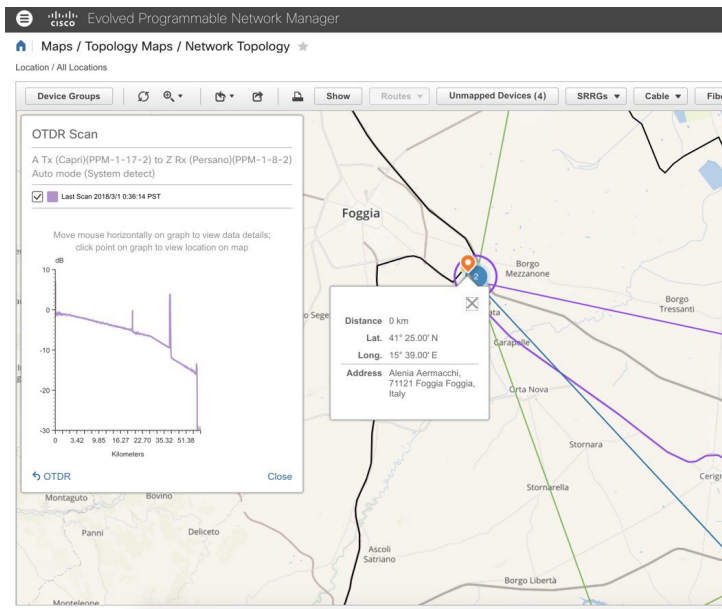 CISCO Evolved Programmable Network Manager
Maps / Topology Maps / Network Topology
Location / All Locations
Device Groups Show Routes Unmapped Devices (4) SRRGs Cable
OTDR Scan
A Tx (Capri)(PPM-1-17-2) to Z Rx (Persano)(PPM-1-8-2)
Auto mode (System detect)
Last Scan 2018/3/1 0:36:14 PST
Move mouse horizontally on graph to view data details;
click point on graph to view location on map
dB
10
0
-10
-20
-30
0 3.42 9.85 16.27 22.70 35.32 51.38
Kilometers
OTDR Close
Foggia
2
Borgo
Mezzanone
Borgo
Tressanti
Distance 0 km
Lat. 41° 25.00' N
Long. 15° 39.00' E
Address Alenia Aermacchi,
71121 Foggia Foggia,
Italy
Carapelle
Orta Nova
Stornara
Stornarella
Montaguto
Bovino
Panni
Deliceto
Ascoli
Satriano
Borgo Libertà
Monteleone